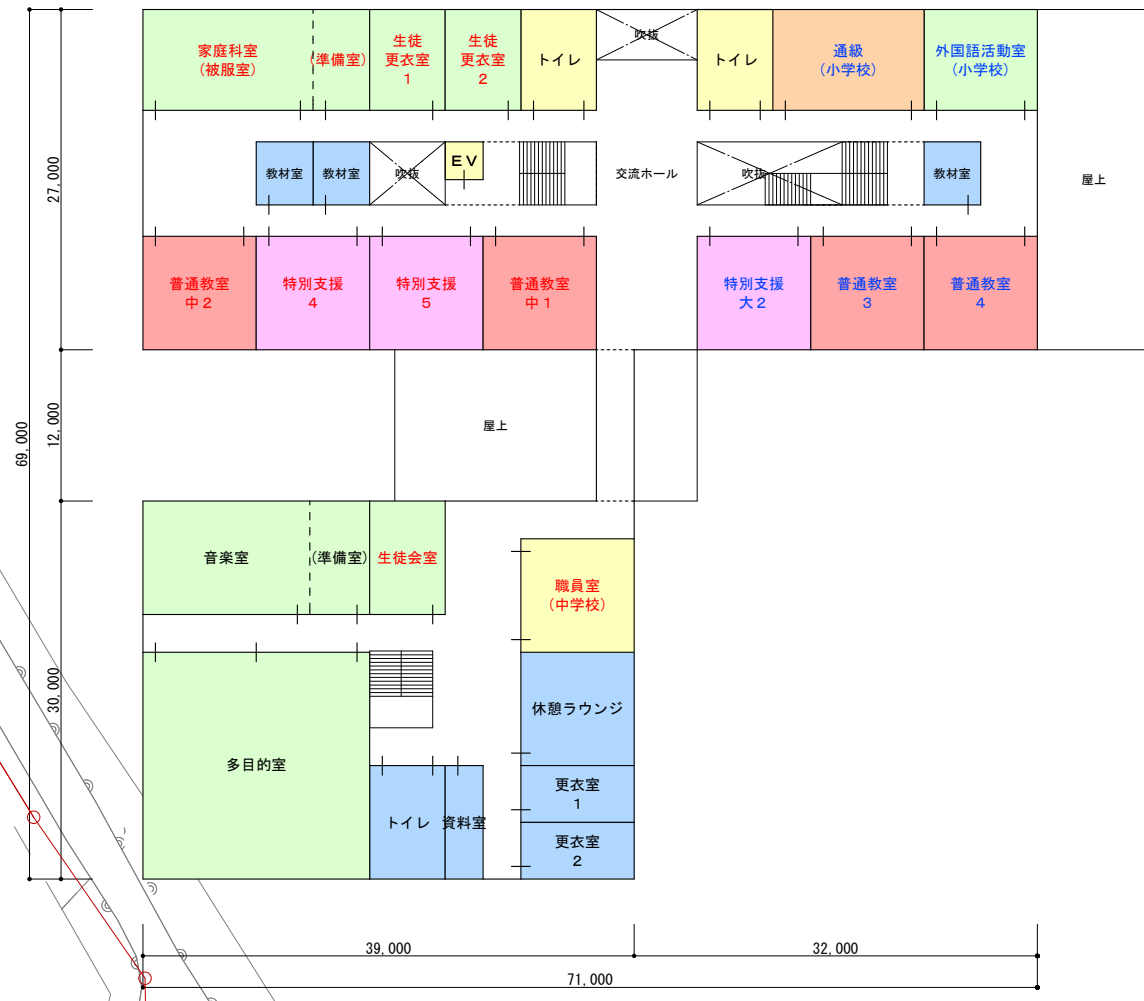 家庭科室
(被服室)
(準備室)
生徒
更衣室
1
生徒
更衣室
2
トイレ
吹抜
トイレ
通級
(小学校)
外国語活動室
(小学校)
教材室
教材室
吹抜
EV
交流ホール
吹抜
教材室
屋上
27,000
普通教室
中2
特別支援
4
特別支援
5
普通教室
中1
特別支援
大2
普通教室
3
普通教室
4
69,000
12,000
屋上
音楽室
(準備室)
生徒会室
職員室
(中学校)
30,000
多目的室
休憩ラウンジ
トイレ
資料室
更衣室
1
更衣室
2
39,000
32,000
71,000